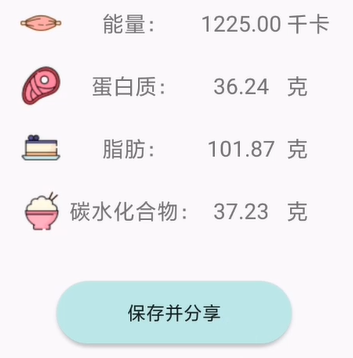 能量： 1225.00 千卡
蛋白质： 36.24 克
脂肪： 101.87 克
碳水化合物： 37.23 克
保存并分享